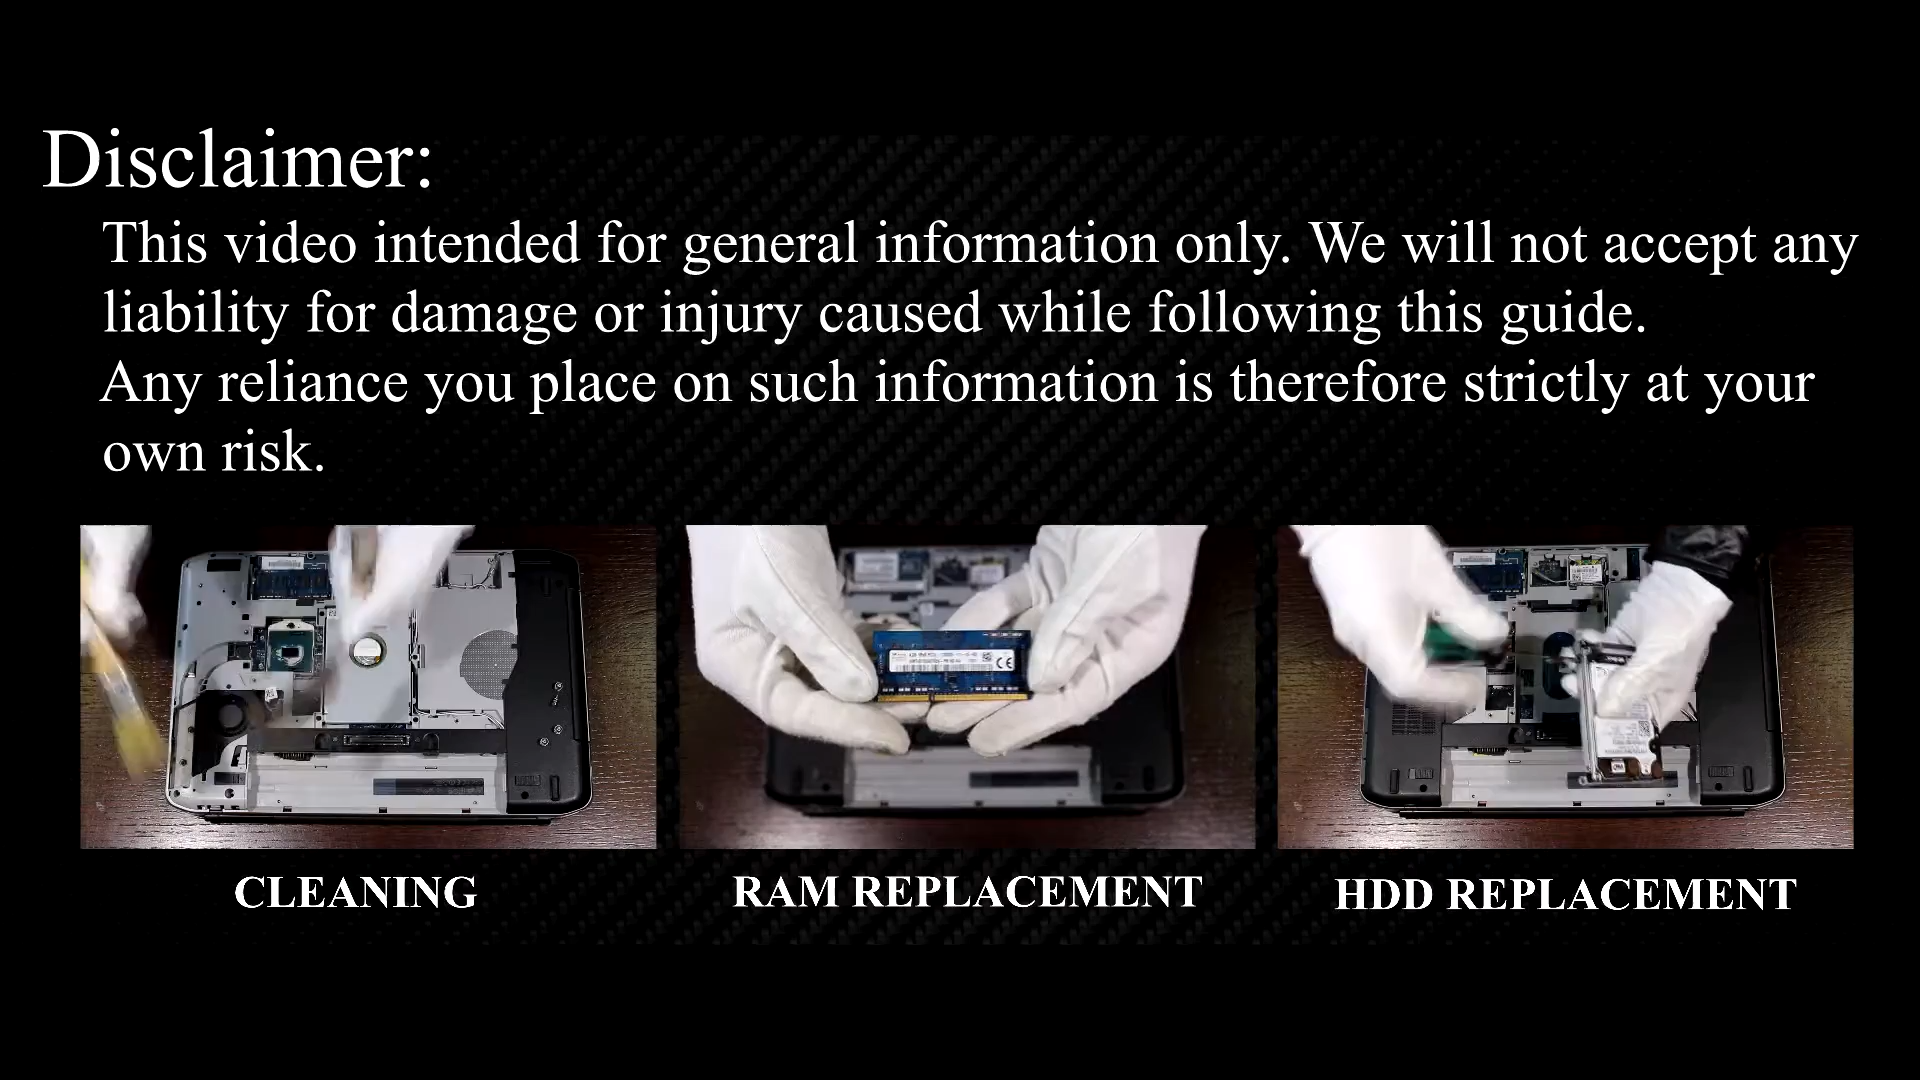 Disclaimer:
This video intended for general information only. We will not accept any
liability for damage or injury caused while following this guide.
Any reliance you place on such information is therefore strictly at your
own risk.
CLEANING
RAM REPLACEMENT
HDD REPLACEMENT